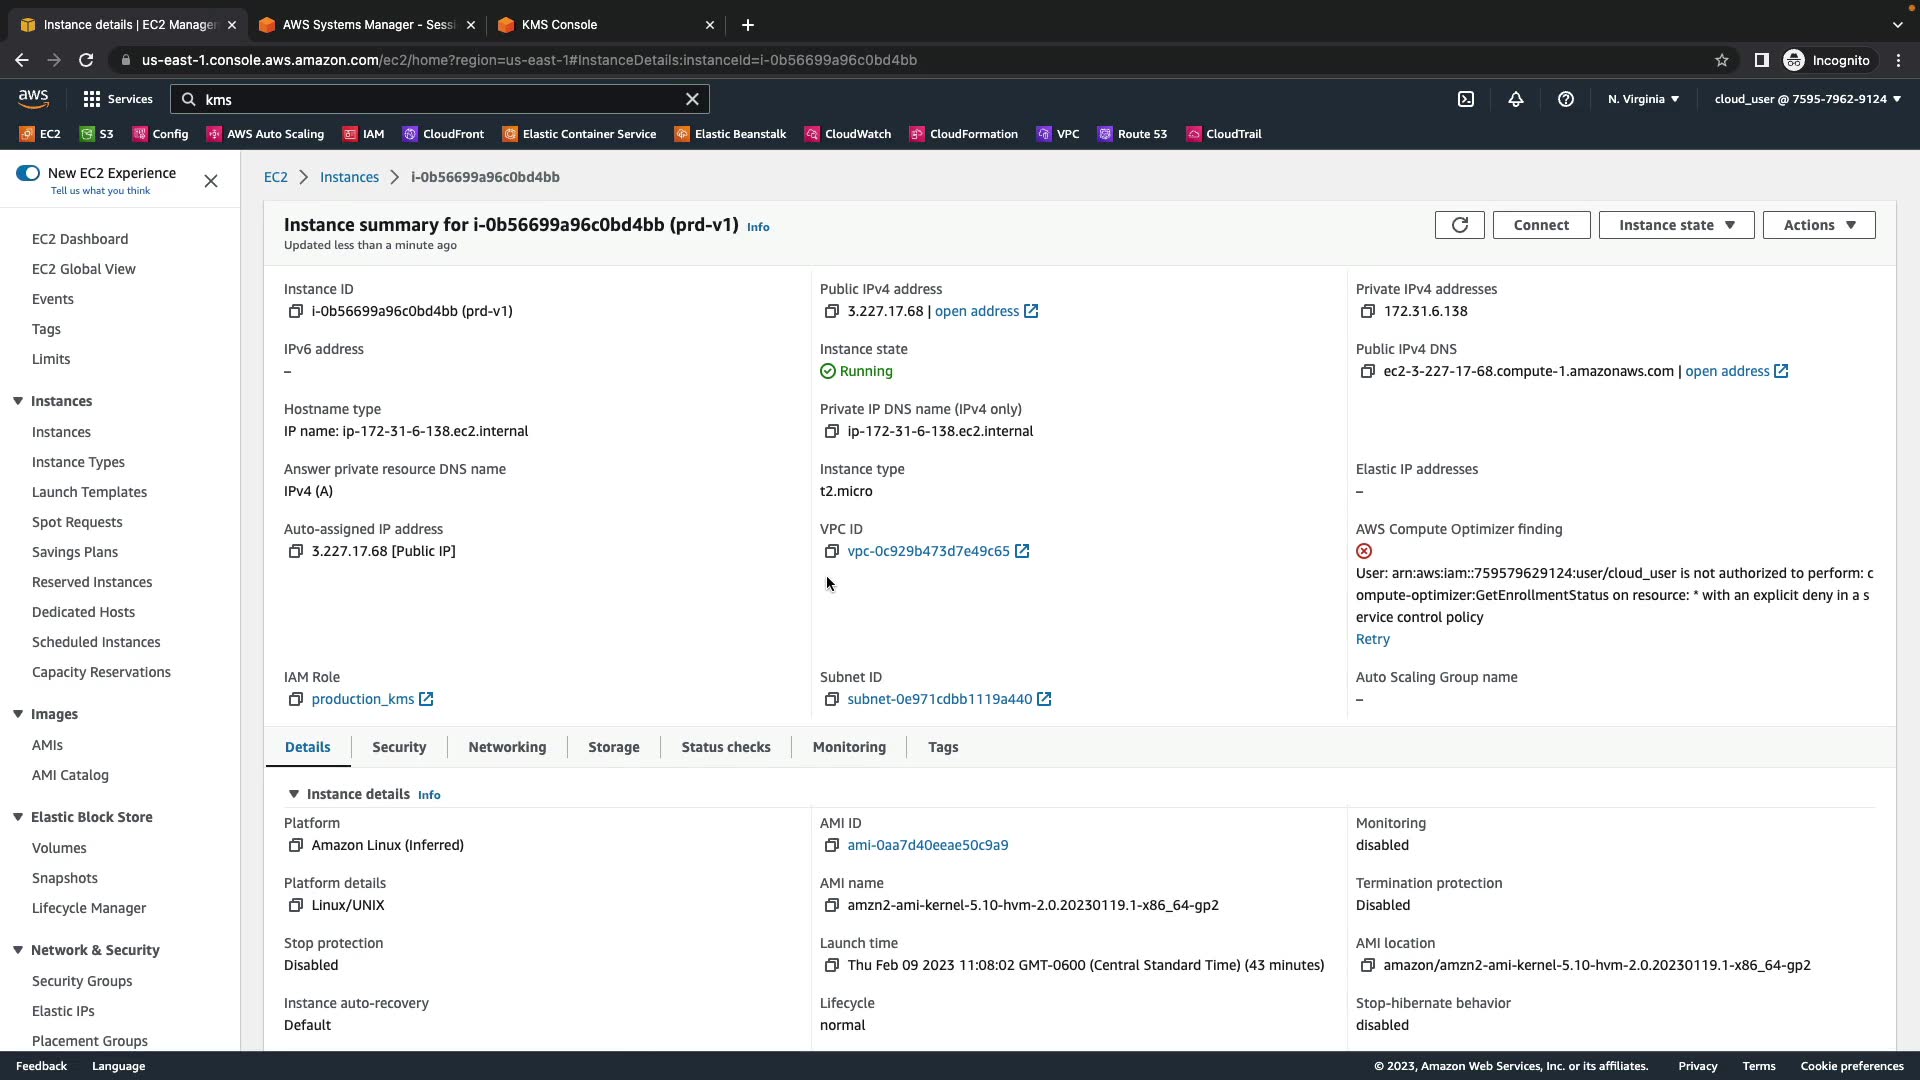 Instance details | EC2 Manage
AWS Systems Manager - Sess
KMS Console
us-east-1.console.aws.amazon.com/ec2/home?region=us-east-1#InstanceDetails:instanceId=i-0b56699a96c0bd4bb
Incognito
aws
Services
kms
N. Virginia
cloud_user @ 7595-7962-9124
EC2
S3
Config
AWS Auto Scaling
IAM
CloudFront
Elastic Container Service
Elastic Beanstalk
CloudWatch
CloudFormation
VPC
Route 53
CloudTrail
New EC2 Experience
Tell us what you think
EC2 Dashboard
EC2 Global View
Events
Tags
Limits
Instances
Instances
Instance Types
Launch Templates
Spot Requests
Savings Plans
Reserved Instances
Dedicated Hosts
Scheduled Instances
Capacity Reservations
Images
AMIs
AMI Catalog
Elastic Block Store
Volumes
Snapshots
Lifecycle Manager
Network & Security
Security Groups
Elastic IPs
Placement Groups
EC2 > Instances > i-0b56699a96c0bd4bb
Instance summary for i-0b56699a96c0bd4bb (prd-v1) Info
Updated less than a minute ago
Connect
Instance state
Actions
Instance ID
i-0b56699a96c0bd4bb (prd-v1)
Public IPv4 address
3.227.17.68 | open address
Private IPv4 addresses
172.31.6.138
IPv6 address
–
Instance state
Running
Public IPv4 DNS
ec2-3-227-17-68.compute-1.amazonaws.com | open address
Hostname type
IP name: ip-172-31-6-138.ec2.internal
Private IP DNS name (IPv4 only)
ip-172-31-6-138.ec2.internal
Answer private resource DNS name
IPv4 (A)
Instance type
t2.micro
Elastic IP addresses
–
Auto-assigned IP address
3.227.17.68 [Public IP]
VPC ID
vpc-0c929b473d7e49c65
AWS Compute Optimizer finding
User: arn:aws:iam::759579629124:user/cloud_user is not authorized to perform: c
ompute-optimizer:GetEnrollmentStatus on resource: * with an explicit deny in a s
ervice control policy
Retry
IAM Role
production_kms
Subnet ID
subnet-0e971cdbb1119a440
Auto Scaling Group name
–
Details
Security
Networking
Storage
Status checks
Monitoring
Tags
Instance details Info
Platform
Amazon Linux (Inferred)
AMI ID
ami-0aa7d40eeae50c9a9
Monitoring
disabled
Platform details
Linux/UNIX
AMI name
amzn2-ami-kernel-5.10-hvm-2.0.20230119.1-x86_64-gp2
Termination protection
Disabled
Stop protection
Disabled
Launch time
Thu Feb 09 2023 11:08:02 GMT-0600 (Central Standard Time) (43 minutes)
AMI location
amazon/amzn2-ami-kernel-5.10-hvm-2.0.20230119.1-x86_64-gp2
Instance auto-recovery
Default
Lifecycle
normal
Stop-hibernate behavior
disabled
Feedback
Language
© 2023, Amazon Web Services, Inc. or its affiliates.
Privacy
Terms
Cookie preferences